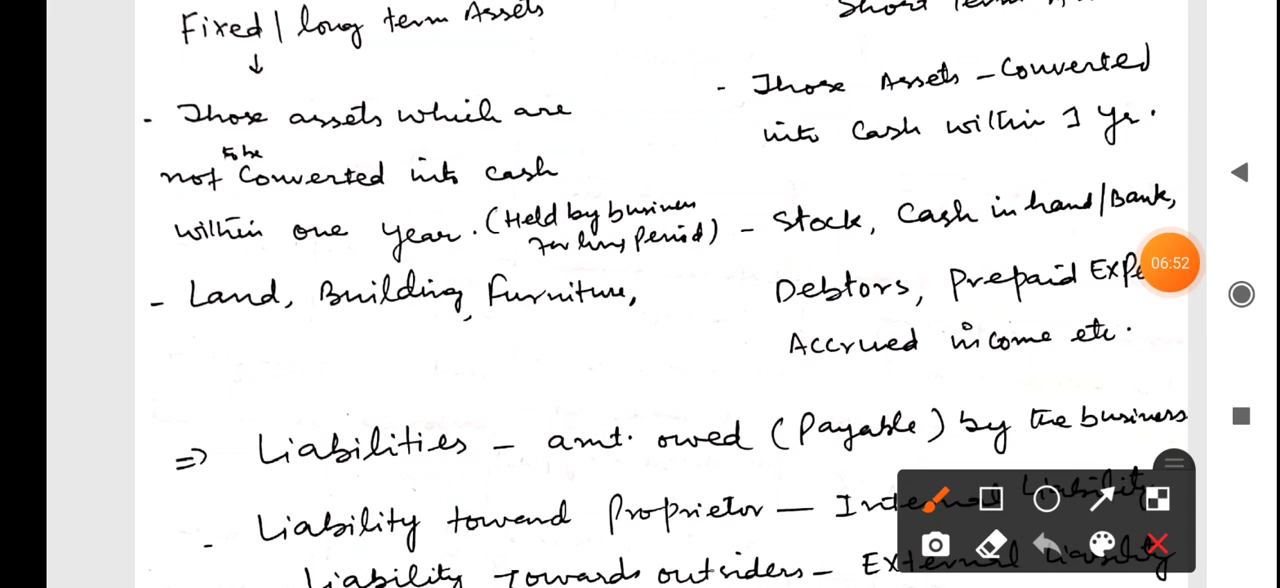 Fixed / long term Assets
Short Term
↓
- Those assets which are
to be
not converted into cash
within one year. (Held by business
for long period)
- Land, Building, Furniture,
- Those Assets - Converted
into Cash within 1 Yr.
- Stock, Cash in hand/Bank,
Debtors, Prepaid Exp
Accrued income etc.
06:52
=> Liabilities - amt. owed (Payable) by the business
- Liability toward Proprietor - Internal Liability
Liability Towards outsiders - External Liability